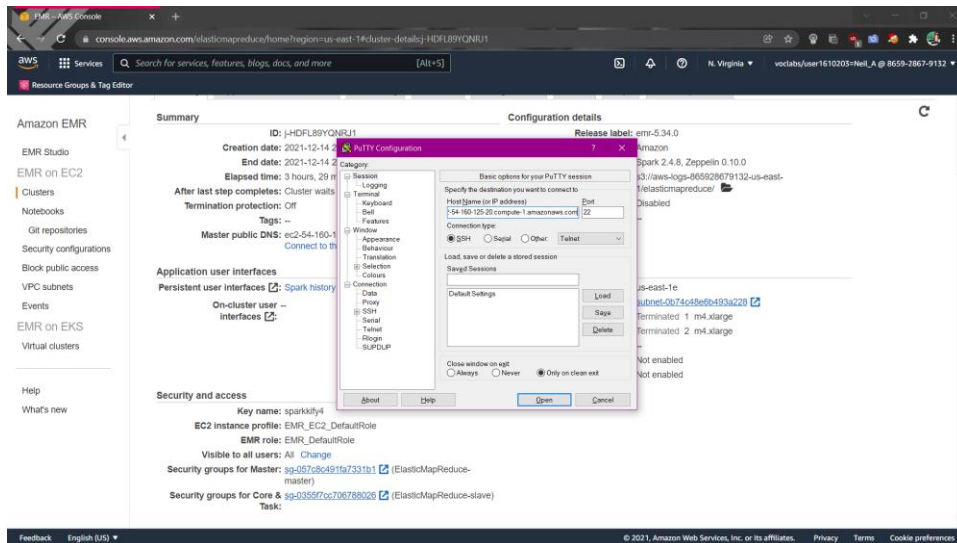 EMR – AWS Console
console.aws.amazon.com/elasticmapreduce/home?region=us-east-1#cluster-details:j-HDFL89YQNRJ1
aws Services Search for services, features, blogs, docs, and more [Alt+S] N. Virginia voclabs/user1610203=Neil_A @ 8659-2867-9132
Resource Groups & Tag Editor
Amazon EMR
EMR Studio
EMR on EC2
Clusters
Notebooks
Git repositories
Security configurations
Block public access
VPC subnets
Events
EMR on EKS
Virtual clusters
Help
What's new
Summary
ID: j-HDFL89YQNRJ1
Creation date: 2021-12-14 2
End date: 2021-12-14 2
Elapsed time: 3 hours, 29 m
After last step completes: Cluster waits
Termination protection: Off
Tags: --
Master public DNS: ec2-54-160-1
Connect to th
Application user interfaces
Persistent user interfaces : Spark history
On-cluster user --
interfaces :
Security and access
Key name: sparkkify4
EC2 instance profile: EMR_EC2_DefaultRole
EMR role: EMR_DefaultRole
Visible to all users: All Change
Security groups for Master: sg-057c8c491fa7331b1 (ElasticMapReduce-
master)
Security groups for Core & sg-0355f7cc706788026 (ElasticMapReduce-slave)
Task:
Configuration details
Release label: emr-5.34.0
Amazon
Spark 2.4.8, Zeppelin 0.10.0
s3://aws-logs-865928679132-us-east-
1/elasticmapreduce/
Disabled
us-east-1e
subnet-0b74c48e6b493a228
Terminated 1 m4.xlarge
Terminated 2 m4.xlarge
--
Not enabled
Not enabled
PuTTY Configuration ? ×
Category:
Session
Logging
Terminal
Keyboard
Bell
Features
Window
Appearance
Behaviour
Translation
Selection
Colours
Connection
Data
Proxy
SSH
Serial
Telnet
Rlogin
SUPDUP
Basic options for your PuTTY session
Specify the destination you want to connect to
Host Name (or IP address) Port
-54-160-125-20.compute-1.amazonaws.com 22
Connection type:
SSH Serial Other: Telnet
Load, save or delete a stored session
Saved Sessions
Default Settings
Load
Save
Delete
Close window on exit
Always Never Only on clean exit
About Help Open Cancel
Feedback English (US) © 2021, Amazon Web Services, Inc. or its affiliates. Privacy Terms Cookie preferences